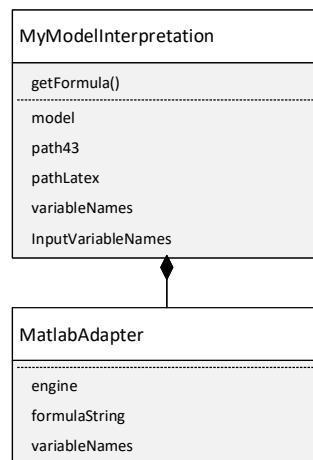 MyModelInterpretation
getFormula()
model
path43
pathLatex
variableNames
InputVariableNames
MatlabAdapter
engine
formulaString
variableNames